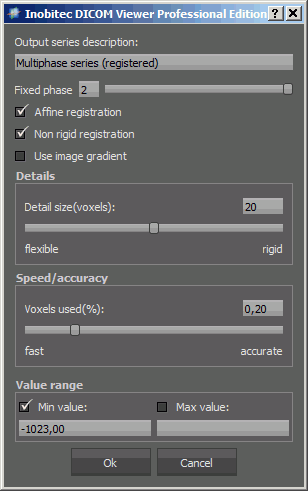 Inobitec DICOM Viewer Professional Edition
Output series description:
Multiphase series (registered)
Fixed phase 2
Affine registration
Non rigid registration
Use image gradient
Details
Detail size(voxels): 20
flexible rigid
Speed/accuracy
Voxels used(%): 0,20
fast accurate
Value range
Min value: Max value:
-1023,00
Ok Cancel